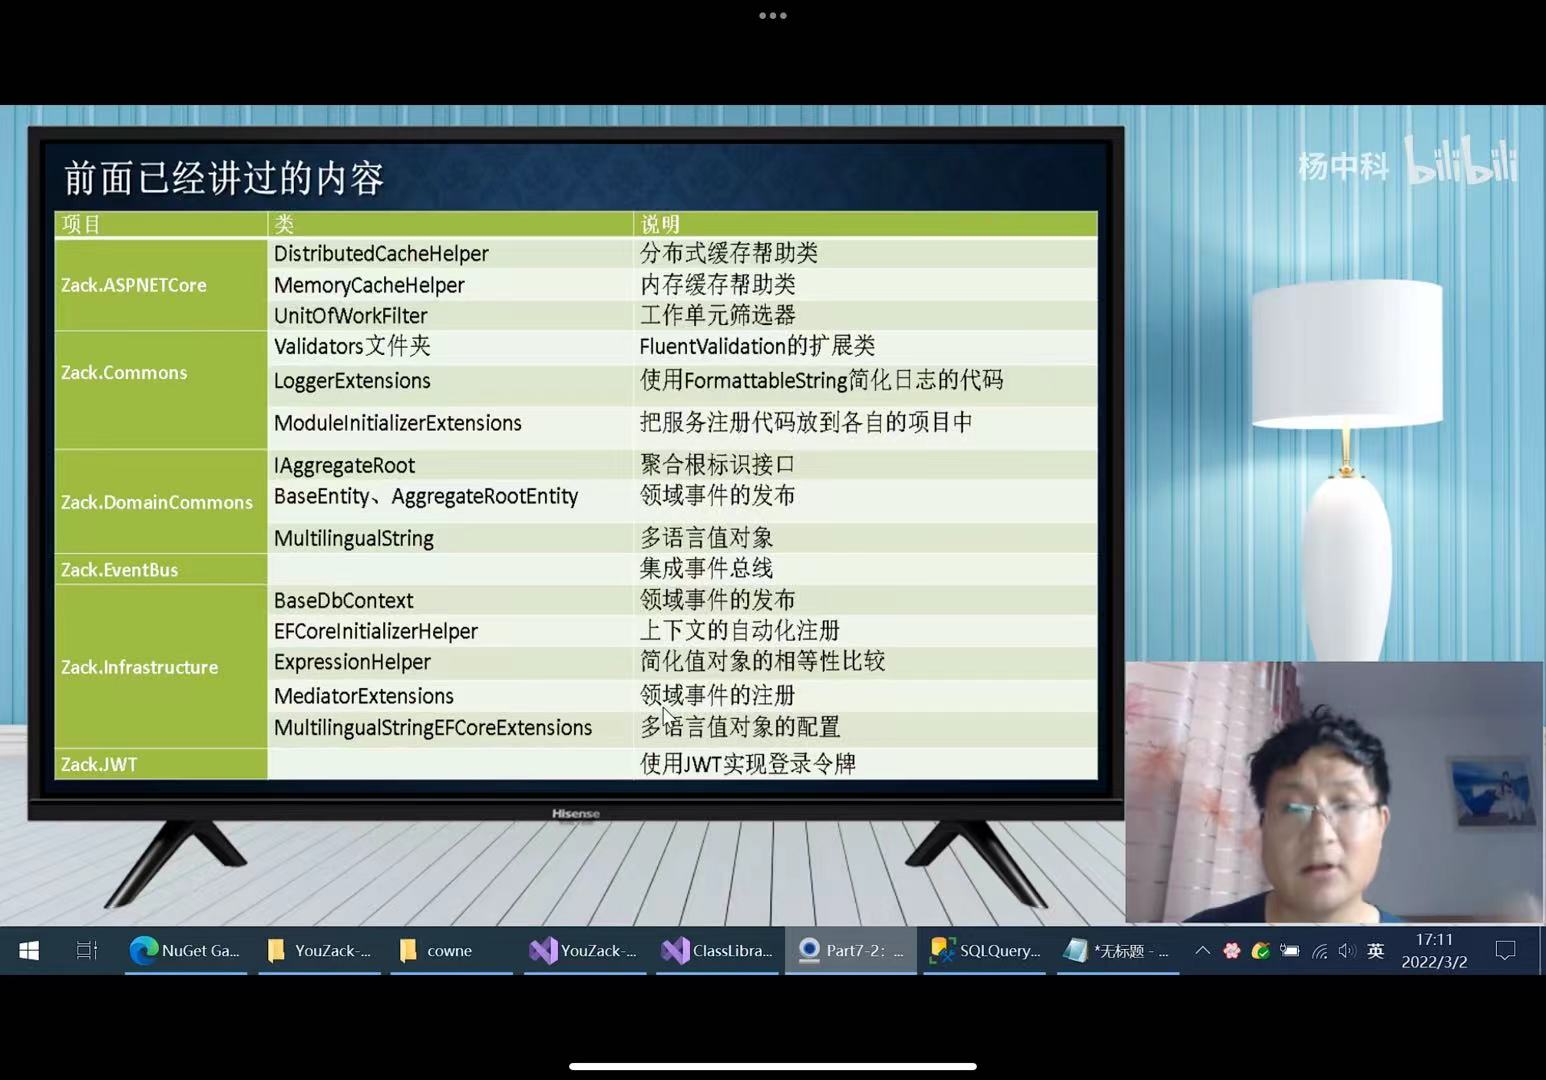 杨中科 bilibili
前面已经讲过的内容
项目 类 说明
Zack.ASPNETCore DistributedCacheHelper 分布式缓存帮助类
MemoryCacheHelper 内存缓存帮助类
UnitOfWorkFilter 工作单元筛选器
Zack.Commons Validators文件夹 FluentValidation的扩展类
LoggerExtensions 使用FormattableString简化日志的代码
ModuleInitializerExtensions 把服务注册代码放到各自的项目中
Zack.DomainCommons IAggregateRoot 聚合根标识接口
BaseEntity、AggregateRootEntity 领域事件的发布
MultilingualString 多语言值对象
Zack.EventBus 集成事件总线
Zack.Infrastructure BaseDbContext 领域事件的发布
EFCoreInitializerHelper 上下文的自动化注册
ExpressionHelper 简化值对象的相等性比较
MediatorExtensions 领域事件的注册
MultilingualStringEFCoreExtensions 多语言值对象的配置
Zack.JWT 使用JWT实现登录令牌
Hisense
NuGet Ga... YouZack-... cowne YouZack-... ClassLibra... Part7-2: ... SQLQuery... *无标题 - ... 英 17:11
2022/3/2